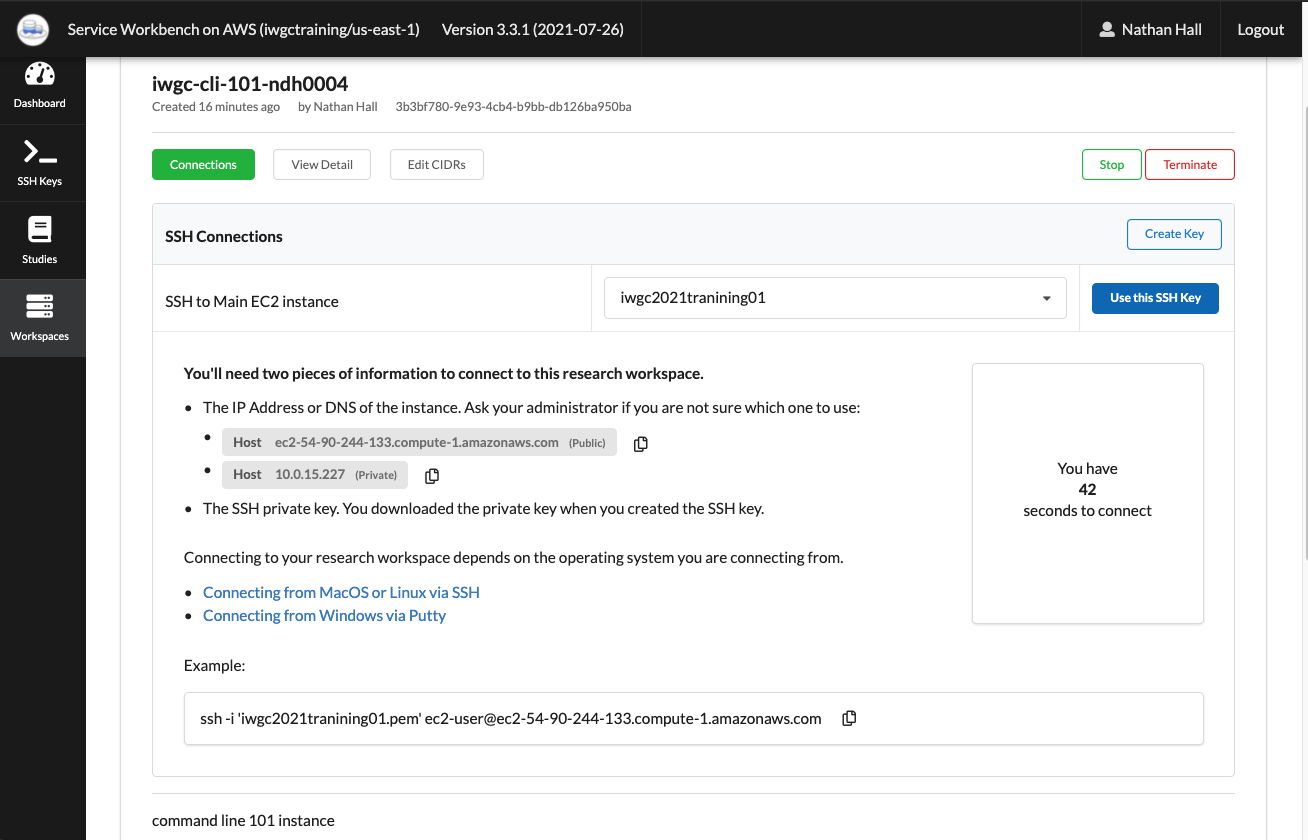 Service Workbench on AWS (iwgctraining/us-east-1) Version 3.3.1 (2021-07-26) Nathan Hall Logout
Dashboard
SSH Keys
Studies
Workspaces
iwgc-cli-101-ndh0004
Created 16 minutes ago by Nathan Hall 3b3bf780-9e93-4cb4-b9bb-db126ba950ba
Connections View Detail Edit CIDRs Stop Terminate
SSH Connections Create Key
SSH to Main EC2 instance iwgc2021tranining01 Use this SSH Key
You'll need two pieces of information to connect to this research workspace.
The IP Address or DNS of the instance. Ask your administrator if you are not sure which one to use:
Host ec2-54-90-244-133.compute-1.amazonaws.com (Public)
Host 10.0.15.227 (Private)
The SSH private key. You downloaded the private key when you created the SSH key.
You have
42
seconds to connect
Connecting to your research workspace depends on the operating system you are connecting from.
Connecting from MacOS or Linux via SSH
Connecting from Windows via Putty
Example:
ssh -i 'iwgc2021tranining01.pem' ec2-user@ec2-54-90-244-133.compute-1.amazonaws.com
command line 101 instance